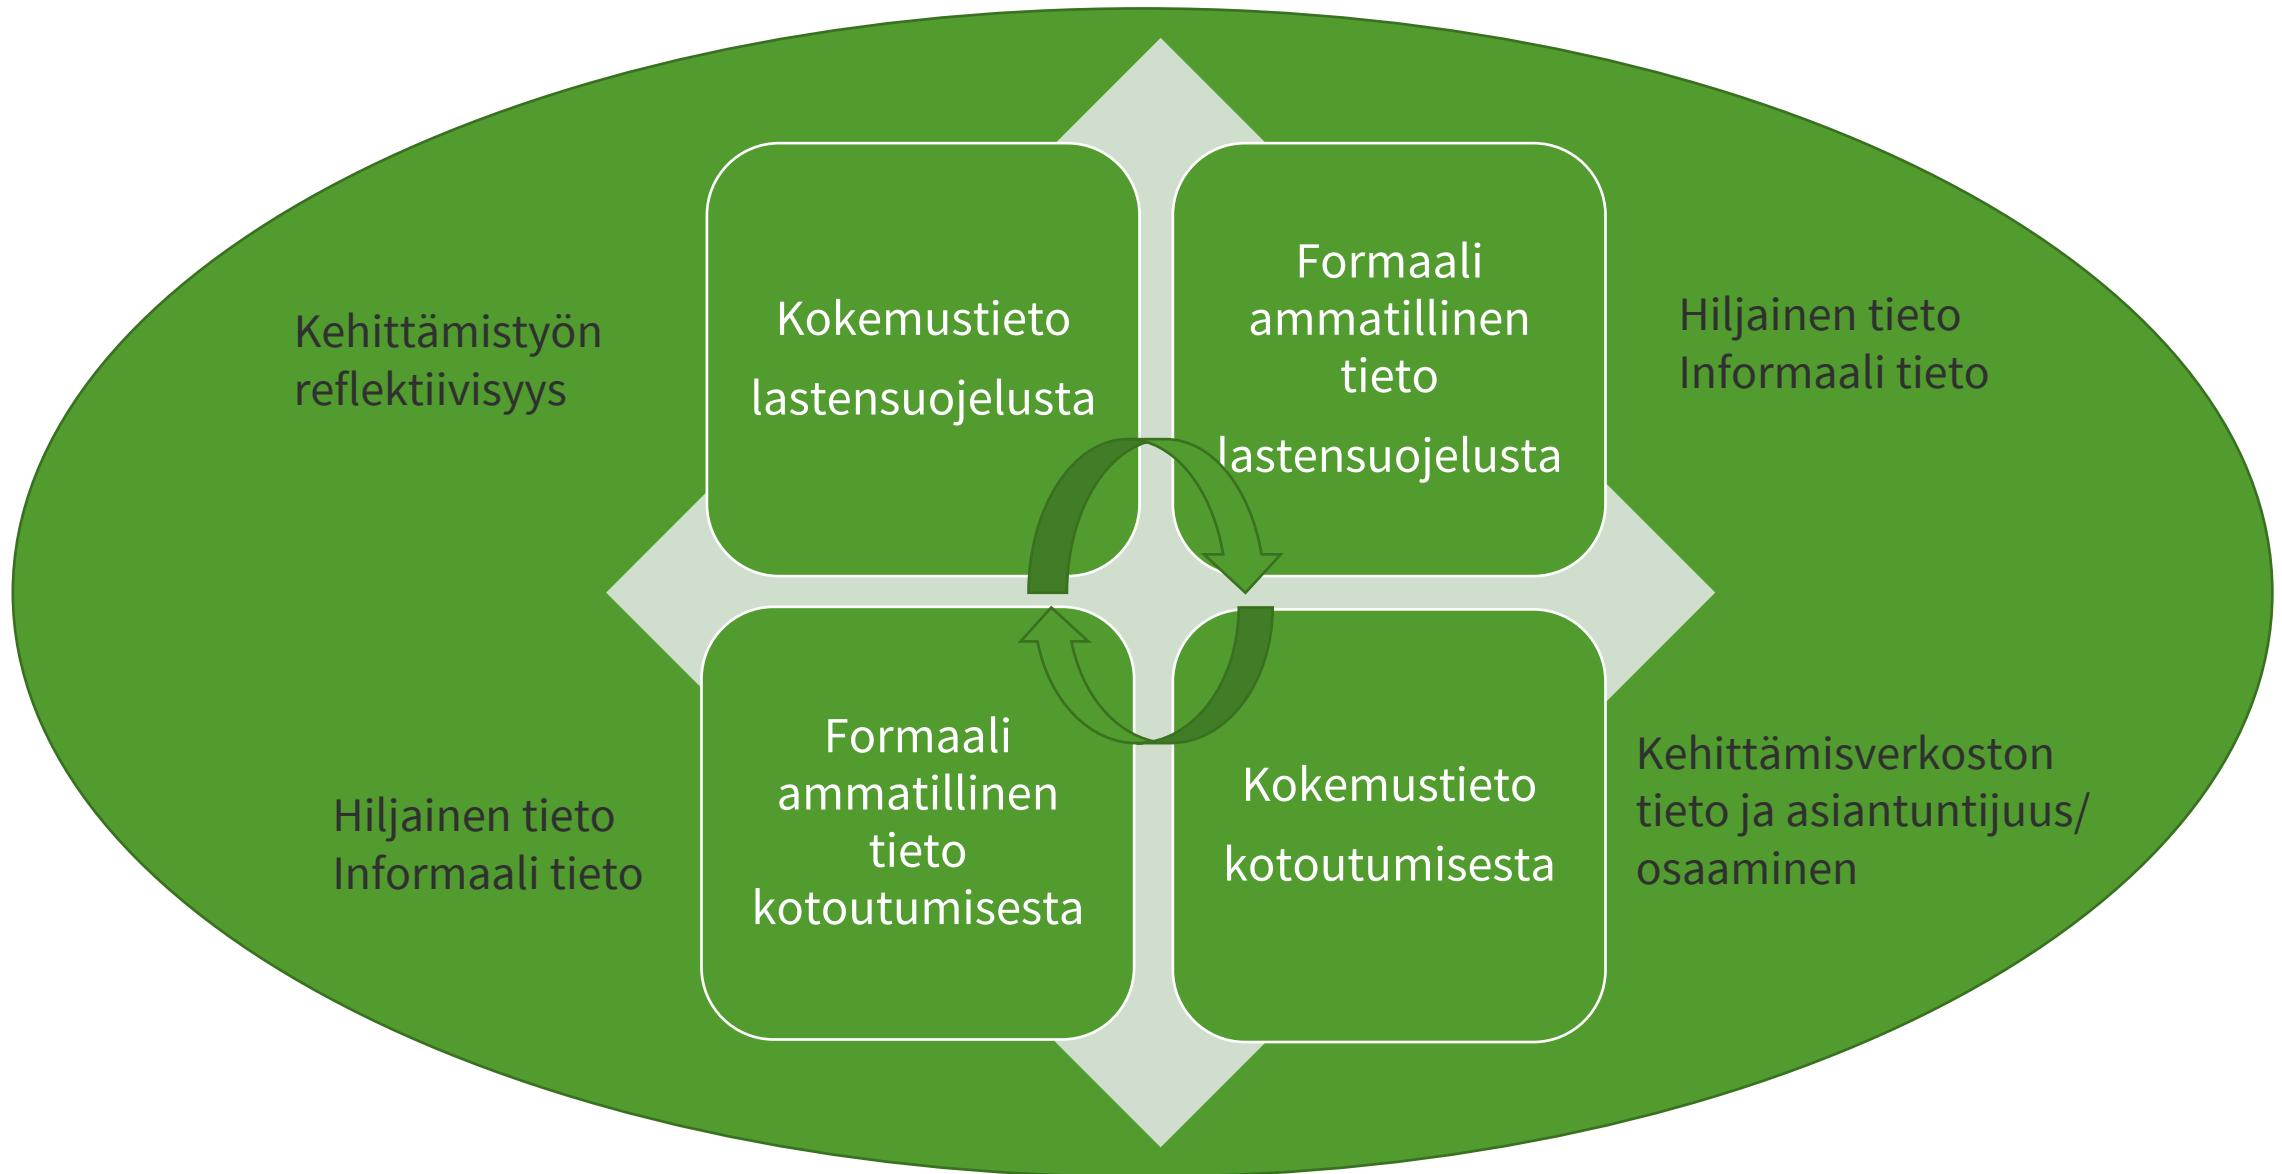 Kehittämistyön
reflektiivisyys
Kokemustieto
lastensuojelusta
Formaali
ammatillinen
tieto
lastensuojelusta
Hiljainen tieto
Informaali tieto
Hiljainen tieto
Informaali tieto
Formaali
ammatillinen
tieto
kotoutumisesta
Kokemustieto
kotoutumisesta
Kehittämisverkoston
tieto ja asiantuntijuus/
osaaminen